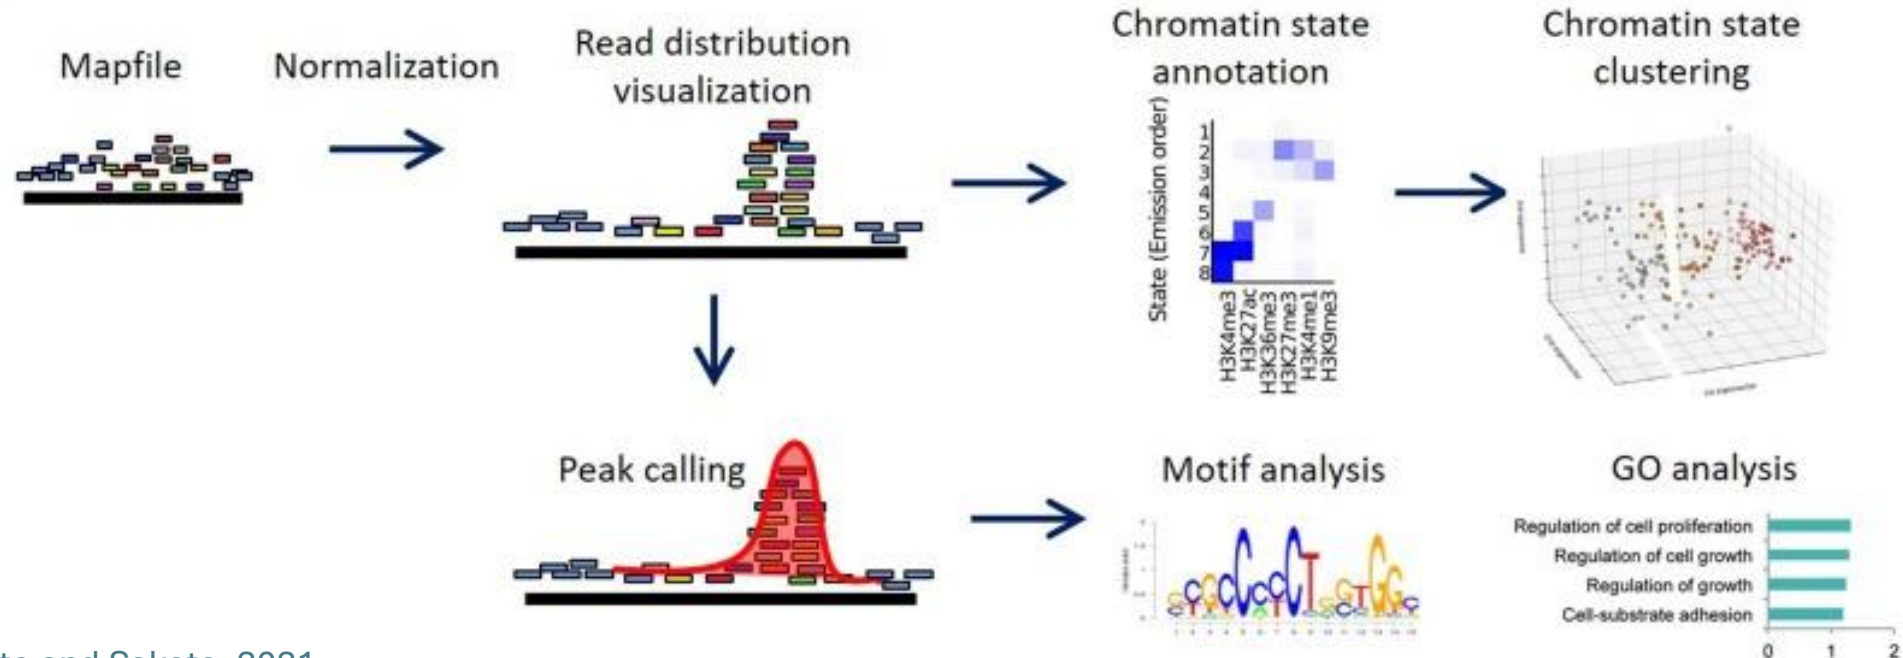 Mapfile
Normalization
Read distribution
visualization
Chromatin state
annotation
Chromatin state
clustering
State (Emission order)
1
2
3
4
5
6
7
8
H3K4me3
H3K27ac
H3K36me3
H3K27me3
H3K4me1
H3K9me3
Peak calling
Motif analysis
GO analysis
Regulation of cell proliferation
Regulation of cell growth
Regulation of growth
Cell-substrate adhesion
0 1 2